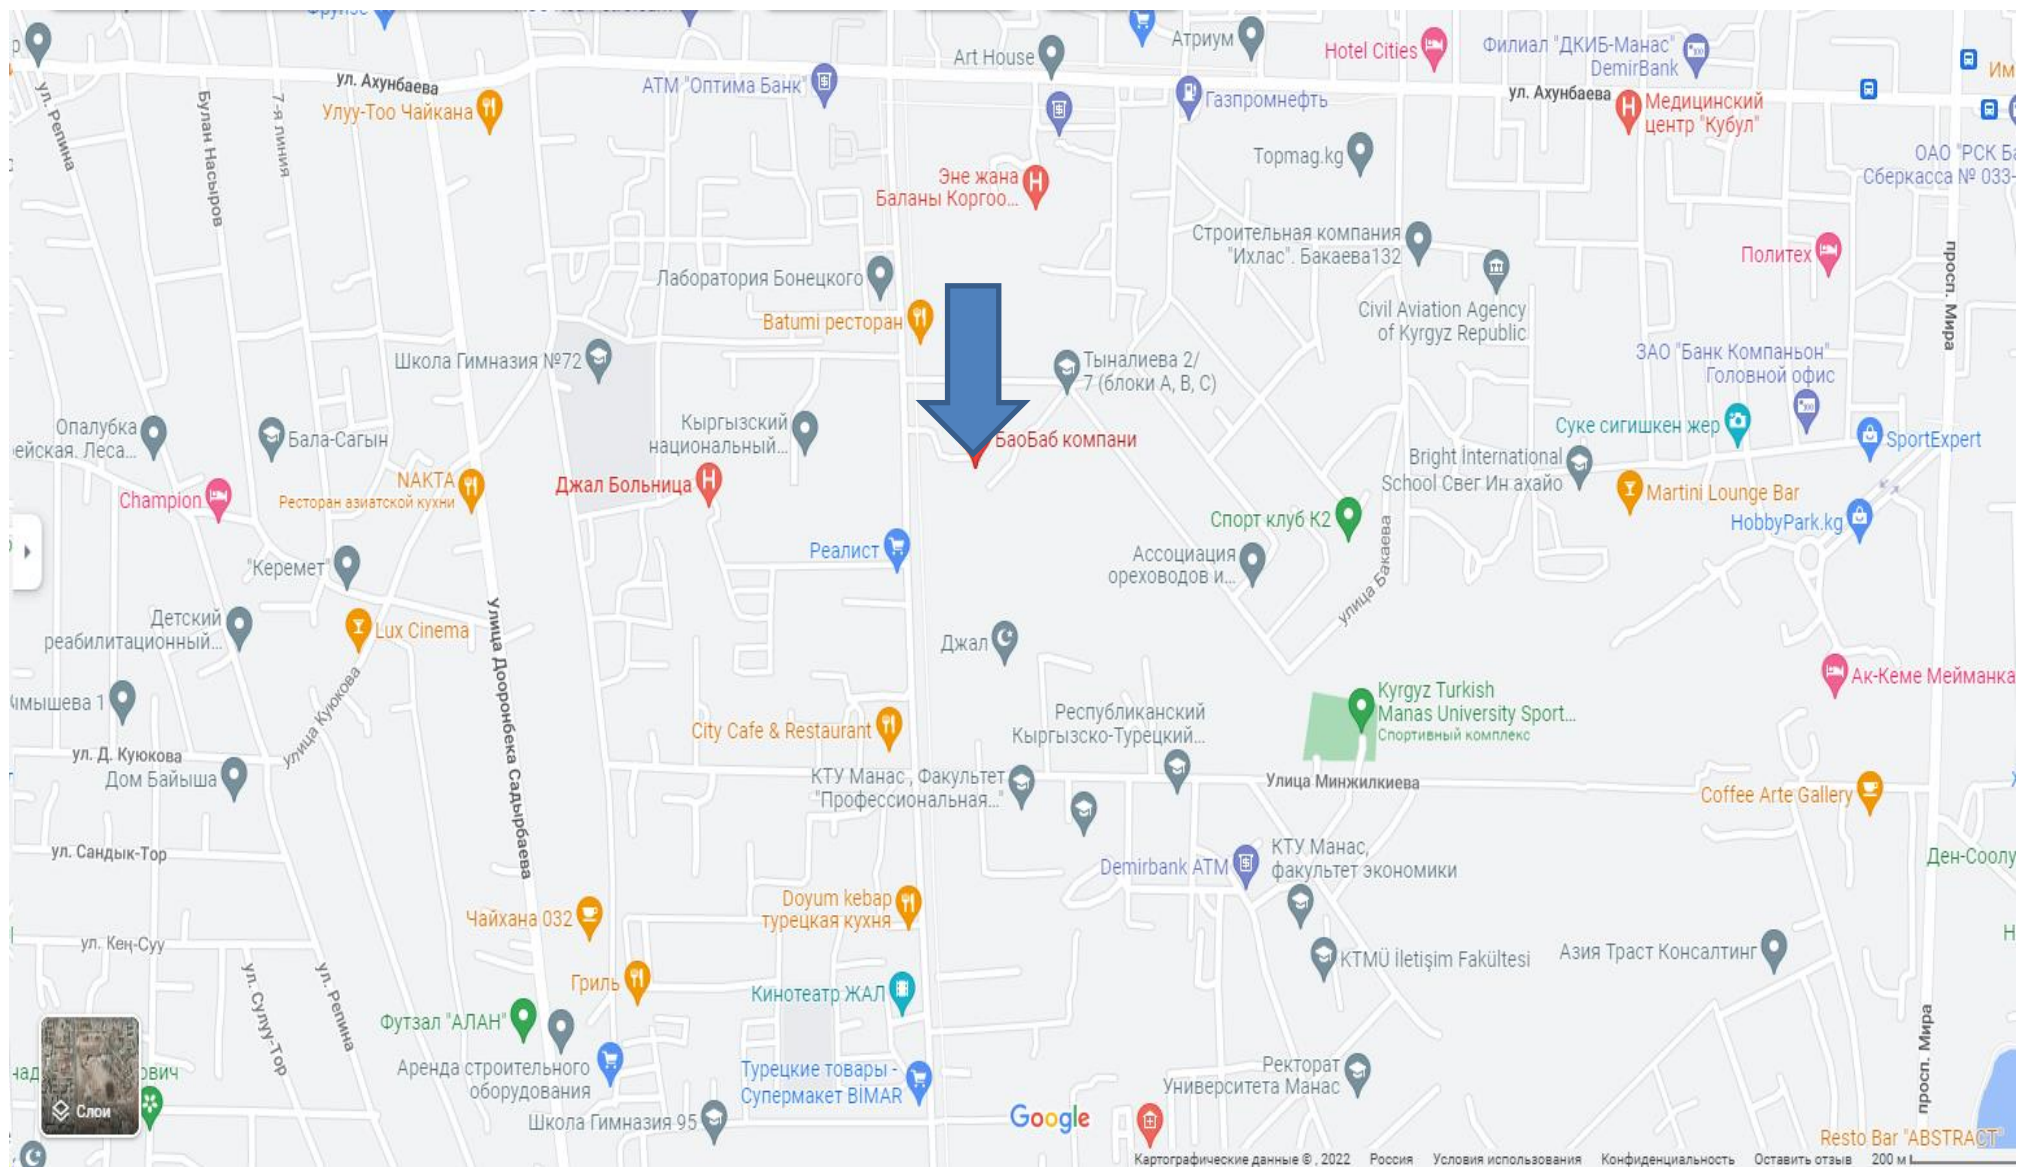 ул. Ахунбаева
Улуу-Тоо Чайкана
АТМ "Оптима Банк"
Art House
Атриум
Hotel Cities
Филиал "ДКИБ-Манас"
DemirBank
ул. Ахунбаева
Газпромнефть
Медицинский
центр "Кубул"
ул. Репина
Булан Насыров
7-я линия
Topmag.kg
ОАО "РСК Ба
Сберкасса № 033-
Эне жана
Баланы Коргоо...
Строительная компания
"Ихлас". Бакаева132
Политех
просп. Мира
Лаборатория Бонецкого
Batumi ресторан
Civil Aviation Agency
of Kyrgyz Republic
Школа Гимназия №72
Тыналиева 2/
7 (блоки А, В, С)
ЗАО "Банк Компаньон"
Головной офис
Опалубка
ейская. Леса...
Бала-Сагын
Кыргызский
национальный...
БаоБаб компани
Суке сигишкен жер
SportExpert
Champion
NAKTA
Ресторан азиатской кухни
Джал Больница
Bright İnternational
School Свег Ин ахайо
Martini Lounge Bar
HobbyPark.kg
Спорт клуб К2
Реалист
Ассоциация
ореховодов и...
улица Бакаева
"Керемет"
Детский
реабилитационный...
Lux Cinema
Улица Дооронбека Садырбаева
Джал
Ак-Кеме Мейманка
ымышева 1
улица Куюкова
Kyrgyz Turkish
Manas University Sport...
Спортивный комплекс
City Cafe & Restaurant
Республиканский
Кыргызско-Турецкий...
ул. Д. Куюкова
Дом Байыша
КТУ Манас , Факультет
"Профессиональная..."
Улица Минжилкиева
Coffee Arte Gallery
ул. Сандык-Тор
Demirbank ATM
КТУ Манас,
факультет экономики
Ден-Соолу
Чайхана 032
Doyum kebap
турецкая кухня
ул. Кең-Суу
ул. Сулуу-Тор
ул. Репина
KTMÜ İletişim Fakültesi
Азия Траст Консалтинг
Н
Гриль
Кинотеатр ЖАЛ
Футзал "АЛАН"
Аренда строительного
оборудования
Турецкие товары -
Супермакет BİMAR
Ректорат
Университета Манас
просп. Мира
над
ович
Слои
Школа Гимназия 95
Google
Resto Bar "ABSTRACT"
Картографические данные © , 2022 Россия Условия использования Конфиденциальность Оставить отзыв 200 м